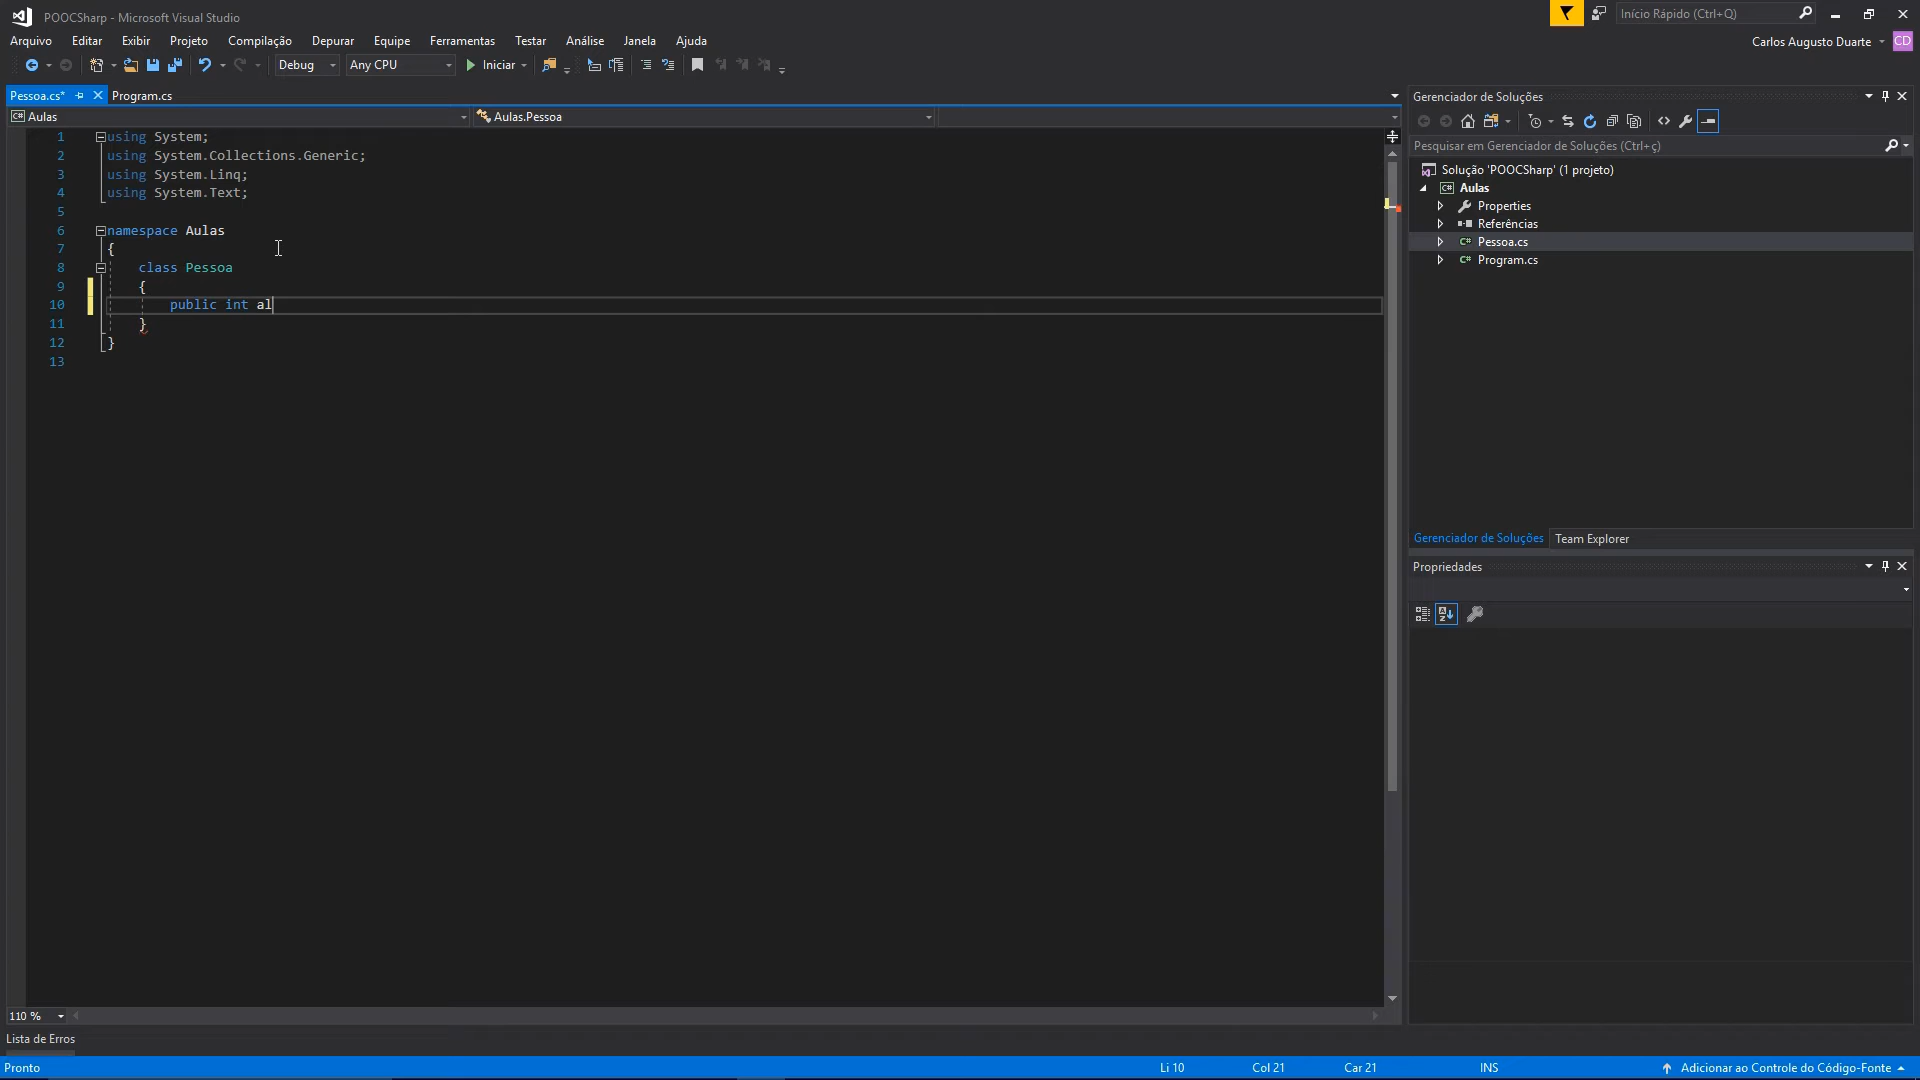 POOCSharp - Microsoft Visual Studio
Início Rápido (Ctrl+Q)
Arquivo Editar Exibir Projeto Compilação Depurar Equipe Ferramentas Testar Análise Janela Ajuda
Carlos Augusto Duarte CD
Debug Any CPU Iniciar
Pessoa.cs* Program.cs
Aulas Aulas.Pessoa
1 using System;
2 using System.Collections.Generic;
3 using System.Linq;
4 using System.Text;
5
6 namespace Aulas
7 {
8 class Pessoa
9 {
10 public int al
11 }
12 }
13
Gerenciador de Soluções
Pesquisar em Gerenciador de Soluções (Ctrl+ç)
Solução 'POOCSharp' (1 projeto)
C# Aulas
Properties
Referências
C# Pessoa.cs
C# Program.cs
Gerenciador de Soluções Team Explorer
Propriedades
110 %
Lista de Erros
Pronto Li 10 Col 21 Car 21 INS Adicionar ao Controle do Código-Fonte